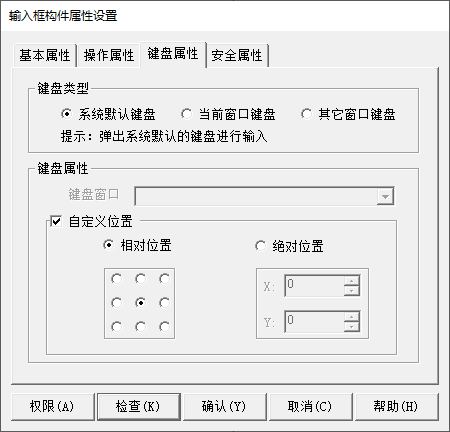 输入框构件属性设置
基本属性 操作属性 键盘属性 安全属性
键盘类型
系统默认键盘 当前窗口键盘 其它窗口键盘
提示：弹出系统默认的键盘进行输入
键盘属性
键盘窗口
自定义位置
相对位置 绝对位置
X: 0
Y: 0
权限(A) 检查(K) 确认(Y) 取消(C) 帮助(H)